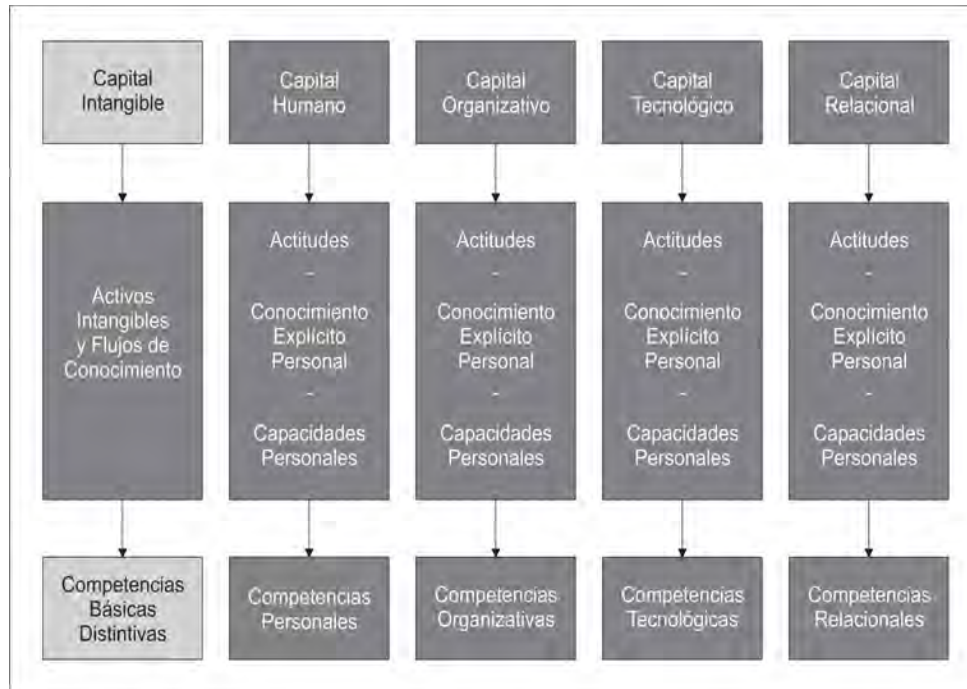 Capital
Intangible
Capital
Humano
Capital
Organizativo
Capital
Tecnológico
Capital
Relacional
Activos
Intangibles
y Flujos de
Conocimiento
Actitudes
-
Conocimiento
Explícito
Personal
-
Capacidades
Personales
Actitudes
-
Conocimiento
Explícito
Personal
-
Capacidades
Personales
Actitudes
-
Conocimiento
Explícito
Personal
-
Capacidades
Personales
Actitudes
-
Conocimiento
Explícito
Personal
-
Capacidades
Personales
Competencias
Básicas
Distintivas
Competencias
Personales
Competencias
Organizativas
Competencias
Tecnológicas
Competencias
Relacionales